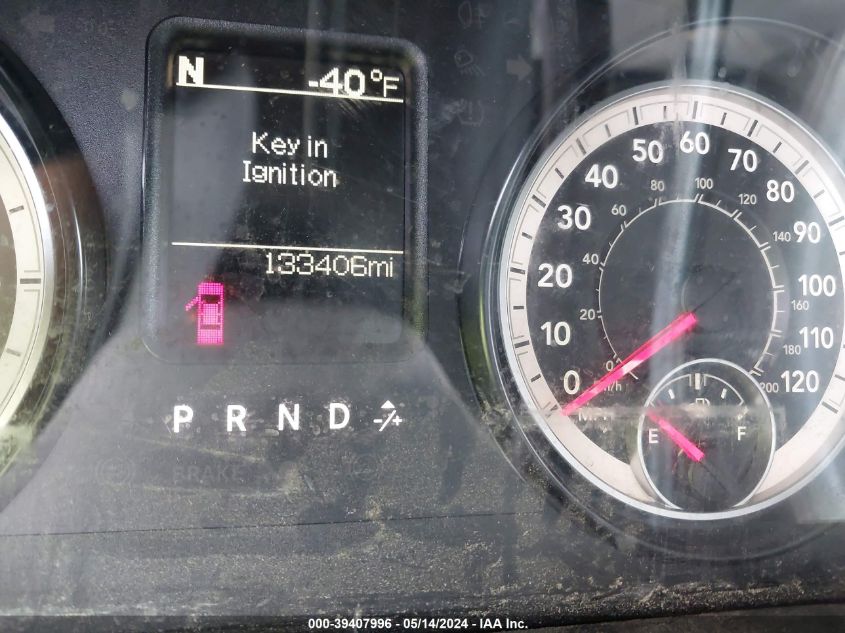 N -40°F
Key in
Ignition
133406mi
P R N D -/+
BRAKE
0 10 20 30 40 50 60 70 80 90 100 110 120
0 20 40 60 80 100 120 140 160 180 200
E F
000-39407996 - 05/14/2024 - IAA Inc.